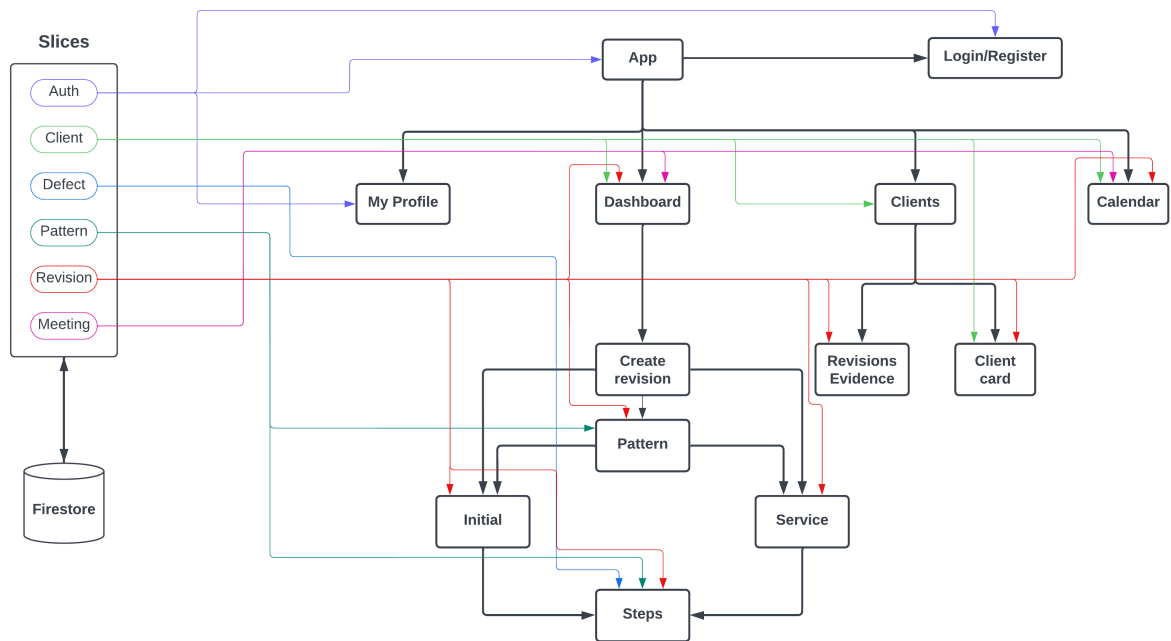 Slices
App
Login/Register
Auth
Client
Defect
My Profile
Dashboard
Clients
Calendar
Pattern
Revision
Meeting
Create
revision
Revisions
Evidence
Client
card
Pattern
Firestore
Initial
Service
Steps